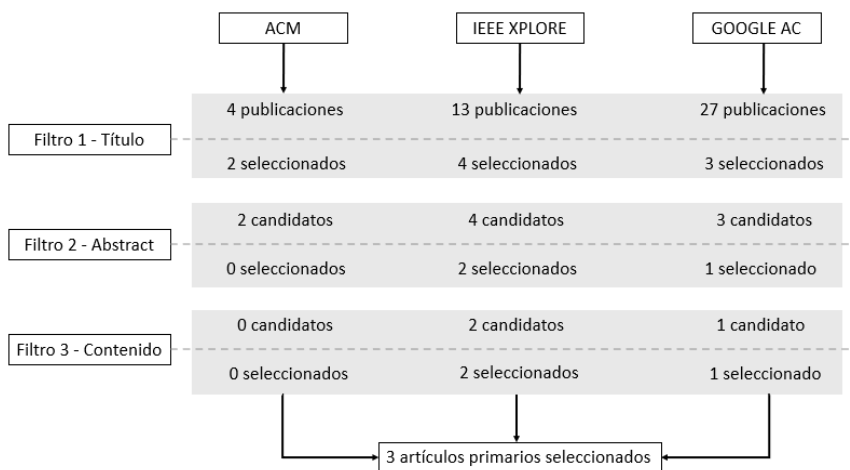 ACM
IEEE XPLORE
GOOGLE AC
4 publicaciones
13 publicaciones
27 publicaciones
Filtro 1 - Título
2 seleccionados
4 seleccionados
3 seleccionados
2 candidatos
4 candidatos
3 candidatos
Filtro 2 - Abstract
0 seleccionados
2 seleccionados
1 seleccionado
0 candidatos
2 candidatos
1 candidato
Filtro 3 - Contenido
0 seleccionados
2 seleccionados
1 seleccionado
3 artículos primarios seleccionados